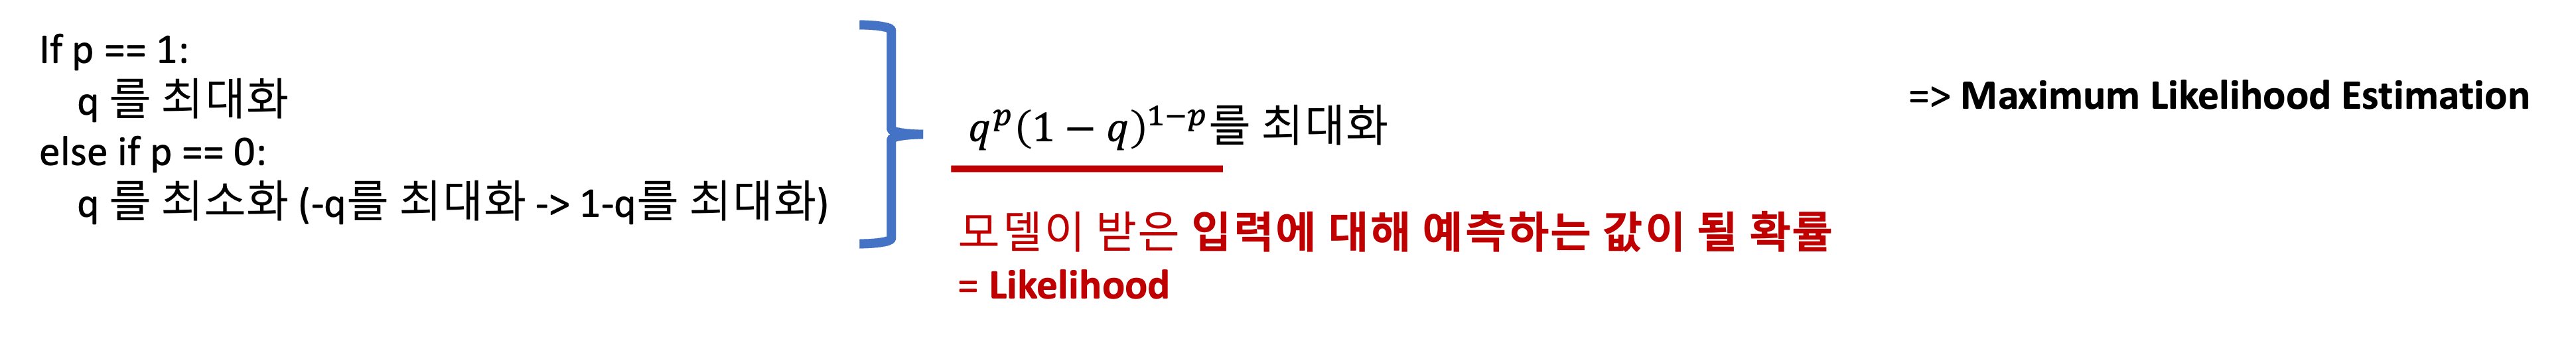 If p == 1:
q 를 최대화
else if p == 0:
q 를 최소화 (-q를 최대화 -> 1-q를 최대화)
q^p(1 − q)^{1−p}를 최대화
모델이 받은 입력에 대해 예측하는 값이 될 확률
= Likelihood
=> Maximum Likelihood Estimation